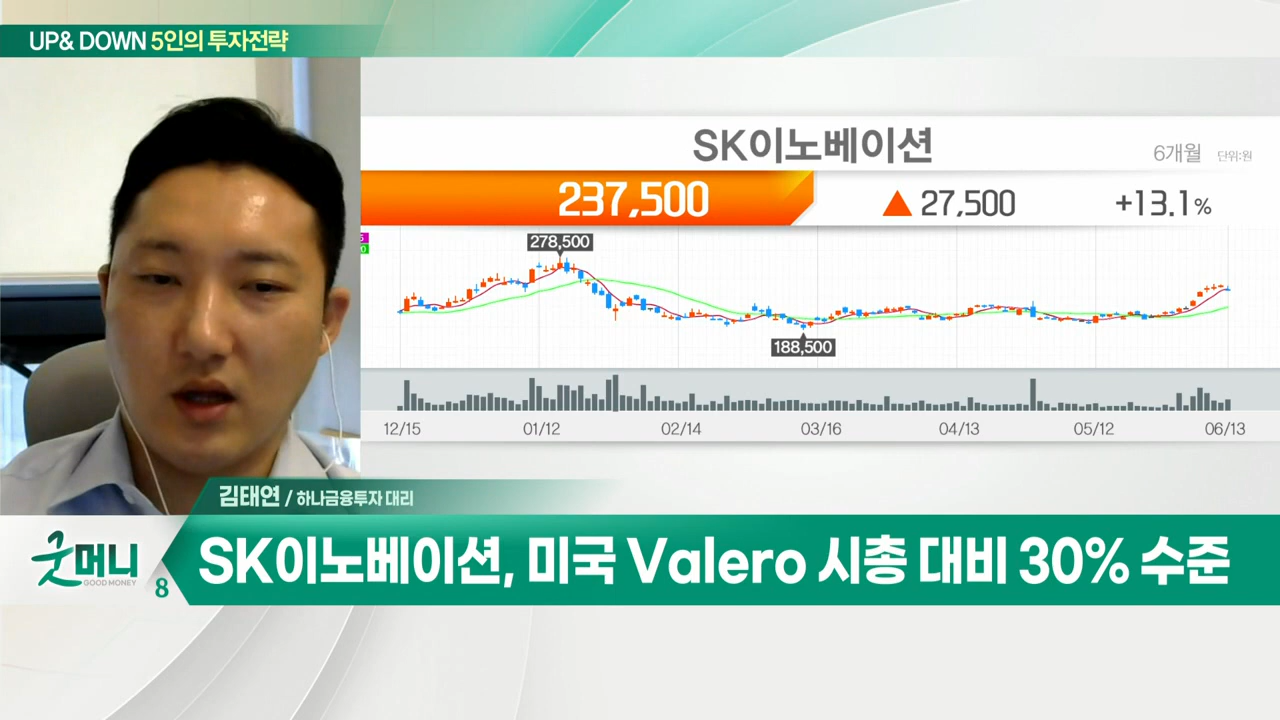 UP& DOWN 5인의 투자전략
SK이노베이션
6개월 단위:원
237,500 ▲ 27,500 +13.1%
278,500
188,500
12/15 01/12 02/14 03/16 04/13 05/12 06/13
김태연 / 하나금융투자 대리
굿머니
GOOD MONEY
8
SK이노베이션, 미국 Valero 시총 대비 30% 수준